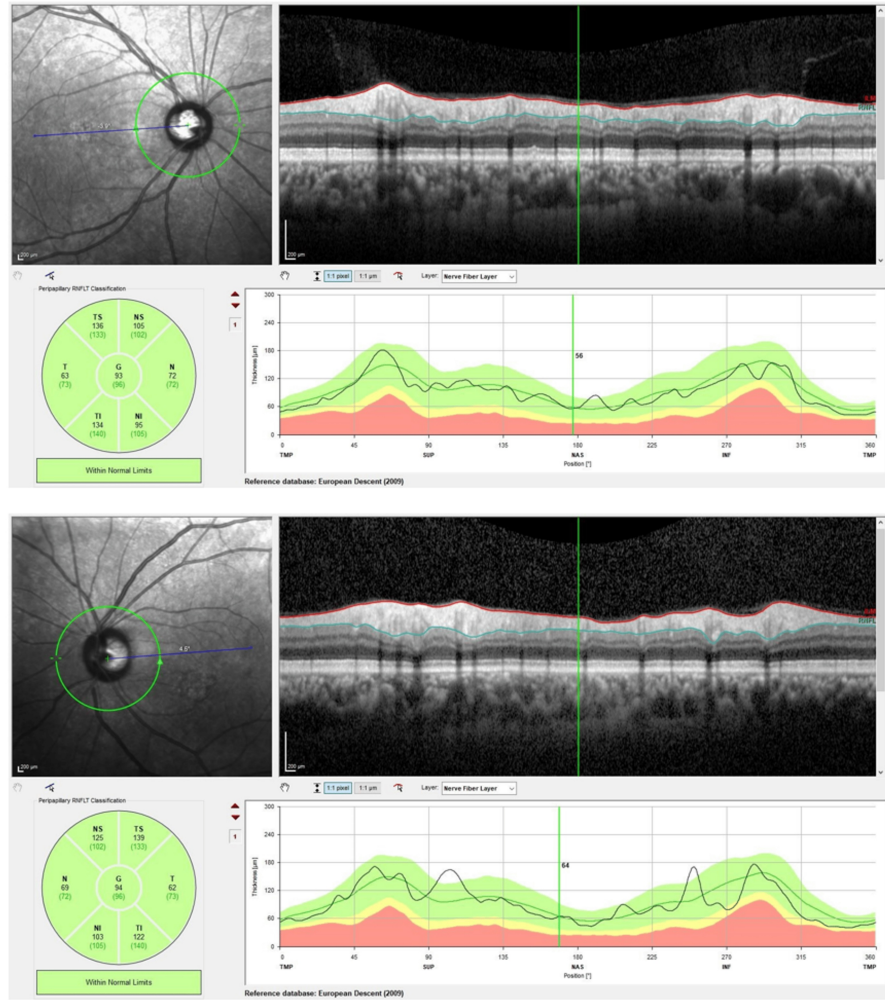 200 µm
200 µm
1:1 pixel
1:1 µm
Layer:
Nerve Fiber Layer
Peripapillary RNFLT Classification
TS
136
(133)
NS
105
(102)
T
63
(73)
G
93
(96)
N
72
(72)
TI
134
(140)
NI
95
(105)
Within Normal Limits
1
Thickness [µm]
300
240
180
120
60
0
56
0 45 90 135 180 225 270 315 360
TMP SUP NAS INF TMP
Position [°]
Reference database: European Descent (2009)
4.9°
200 µm
200 µm
1:1 pixel
1:1 µm
Layer:
Nerve Fiber Layer
Peripapillary RNFLT Classification
NS
125
(102)
TS
139
(133)
N
69
(72)
G
94
(96)
T
62
(73)
NI
103
(105)
TI
122
(140)
Within Normal Limits
1
Thickness [µm]
300
240
180
120
60
0
64
0 45 90 135 180 225 270 315 360
TMP SUP NAS INF TMP
Position [°]
Reference database: European Descent (2009)